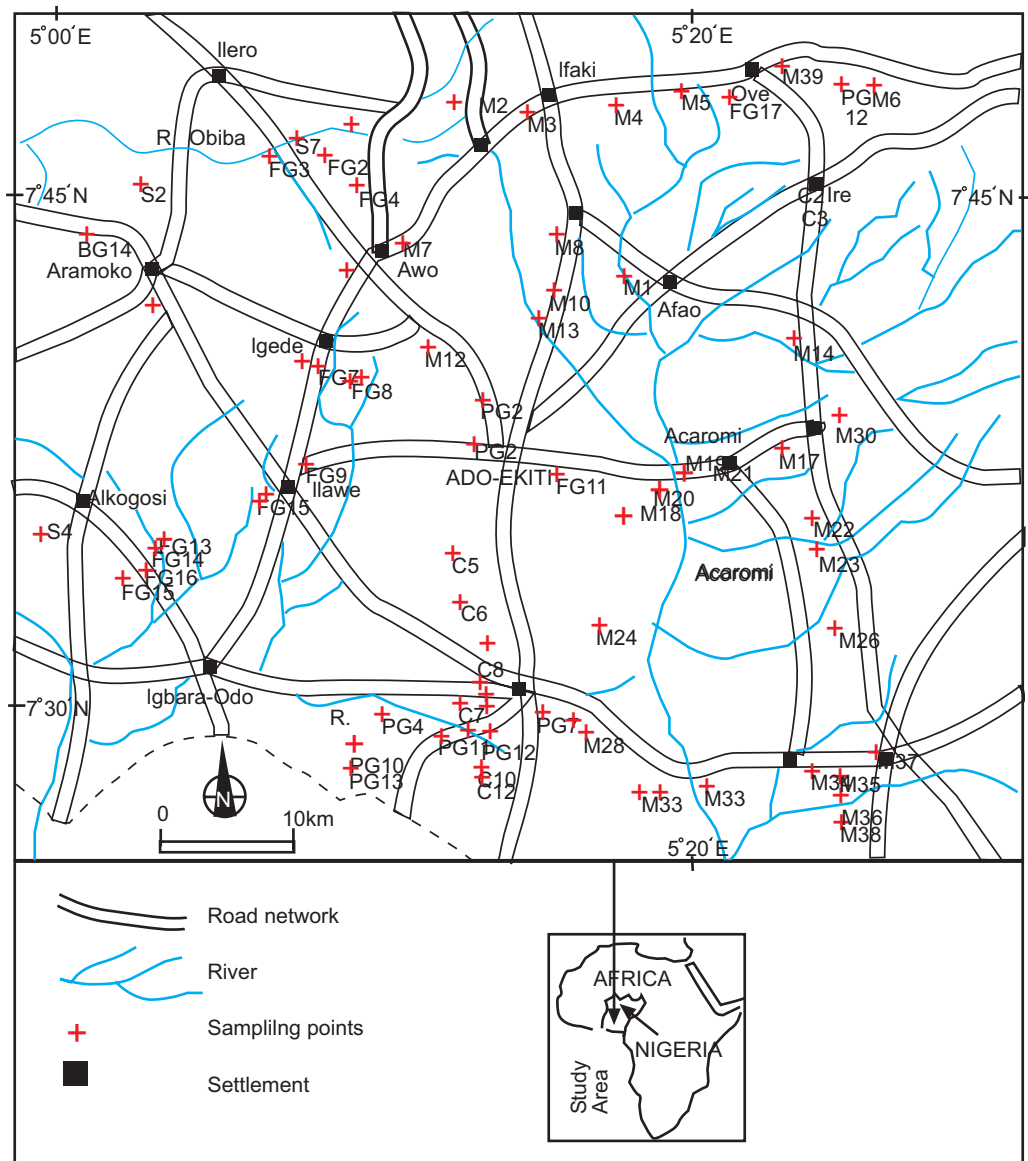 5°00´E
5°20´E
Ilero
Ifaki
M39
M2
M5
Ove
PG
M6
M3
M4
FG17
12
R. Obiba
S7
FG3
FG2
S2
FG4
7°45´N
C2
Ire
7°45´N
C3
BG14
M7
M8
Aramoko
Awo
M1
M10
Afao
M13
Igede
M12
M14
FG7
FG8
PG2
M30
Acaromi
PG2
M17
FG9
ADO-EKITI
M19
M21
Ilawe
FG11
Alkogosi
FG15
M20
M18
M22
S4
FG13
FG14
M23
C5
FG16
Acaromi
FG15
C6
M24
M26
C8
Igbara-Odo
7°30´N
R.
PG4
C7
PG7
PG11
PG12
M28
PG10
M37
PG13
C10
M34
M35
C12
N
0
10km
M33
M33
M36
M38
5°20´E
Road network
River
Samplilng points
Settlement
AFRICA
NIGERIA
Study
Area